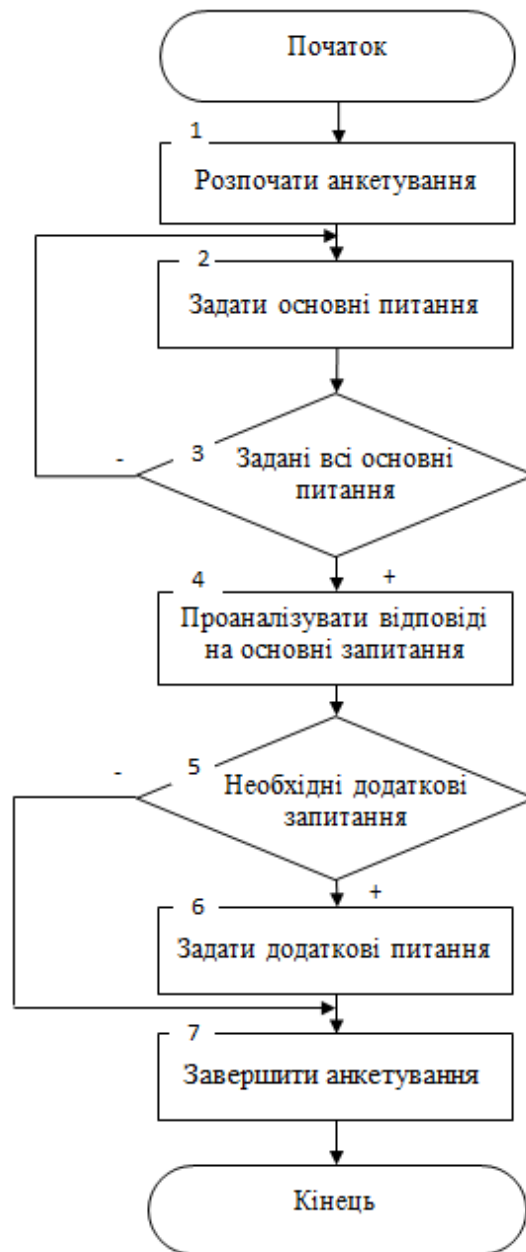 Початок
1
Розпочати анкетування
2
Задати основні питання
3
Задані всі основні
питання
-
+
4
Проаналізувати відповіді
на основні запитання
5
Необхідні додаткові
запитання
-
+
6
Задати додаткові питання
7
Завершити анкетування
Кінець